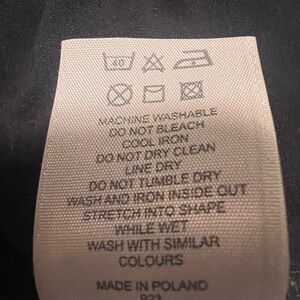 40
MACHINE WASHABLE
DO NOT BLEACH
COOL IRON
DO NOT DRY CLEAN
LINE DRY
DO NOT TUMBLE DRY
WASH AND IRON INSIDE OUT
STRETCH INTO SHAPE
WHILE WET
WASH WITH SIMILAR
COLOURS
MADE IN POLAND